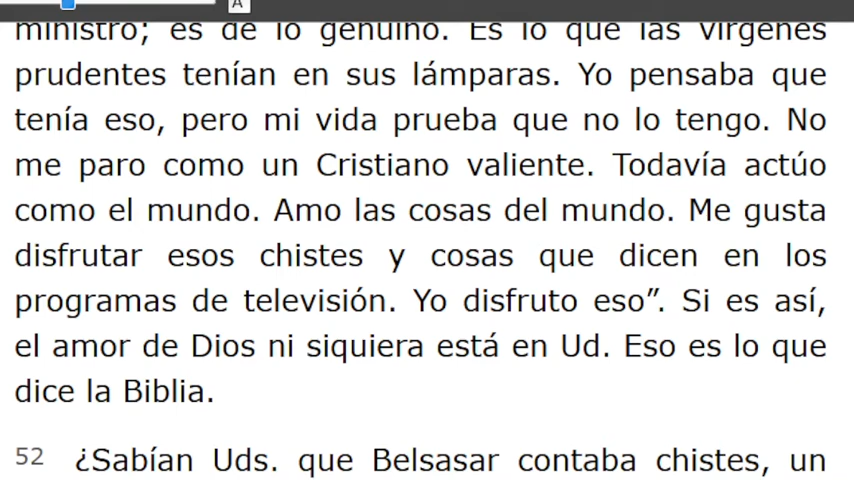 A
ministro; es de lo genuino. Es lo que las vírgenes
prudentes tenían en sus lámparas. Yo pensaba que
tenía eso, pero mi vida prueba que no lo tengo. No
me paro como un Cristiano valiente. Todavía actúo
como el mundo. Amo las cosas del mundo. Me gusta
disfrutar esos chistes y cosas que dicen en los
programas de televisión. Yo disfruto eso”. Si es así,
el amor de Dios ni siquiera está en Ud. Eso es lo que
dice la Biblia.
52 ¿Sabían Uds. que Belsasar contaba chistes, un